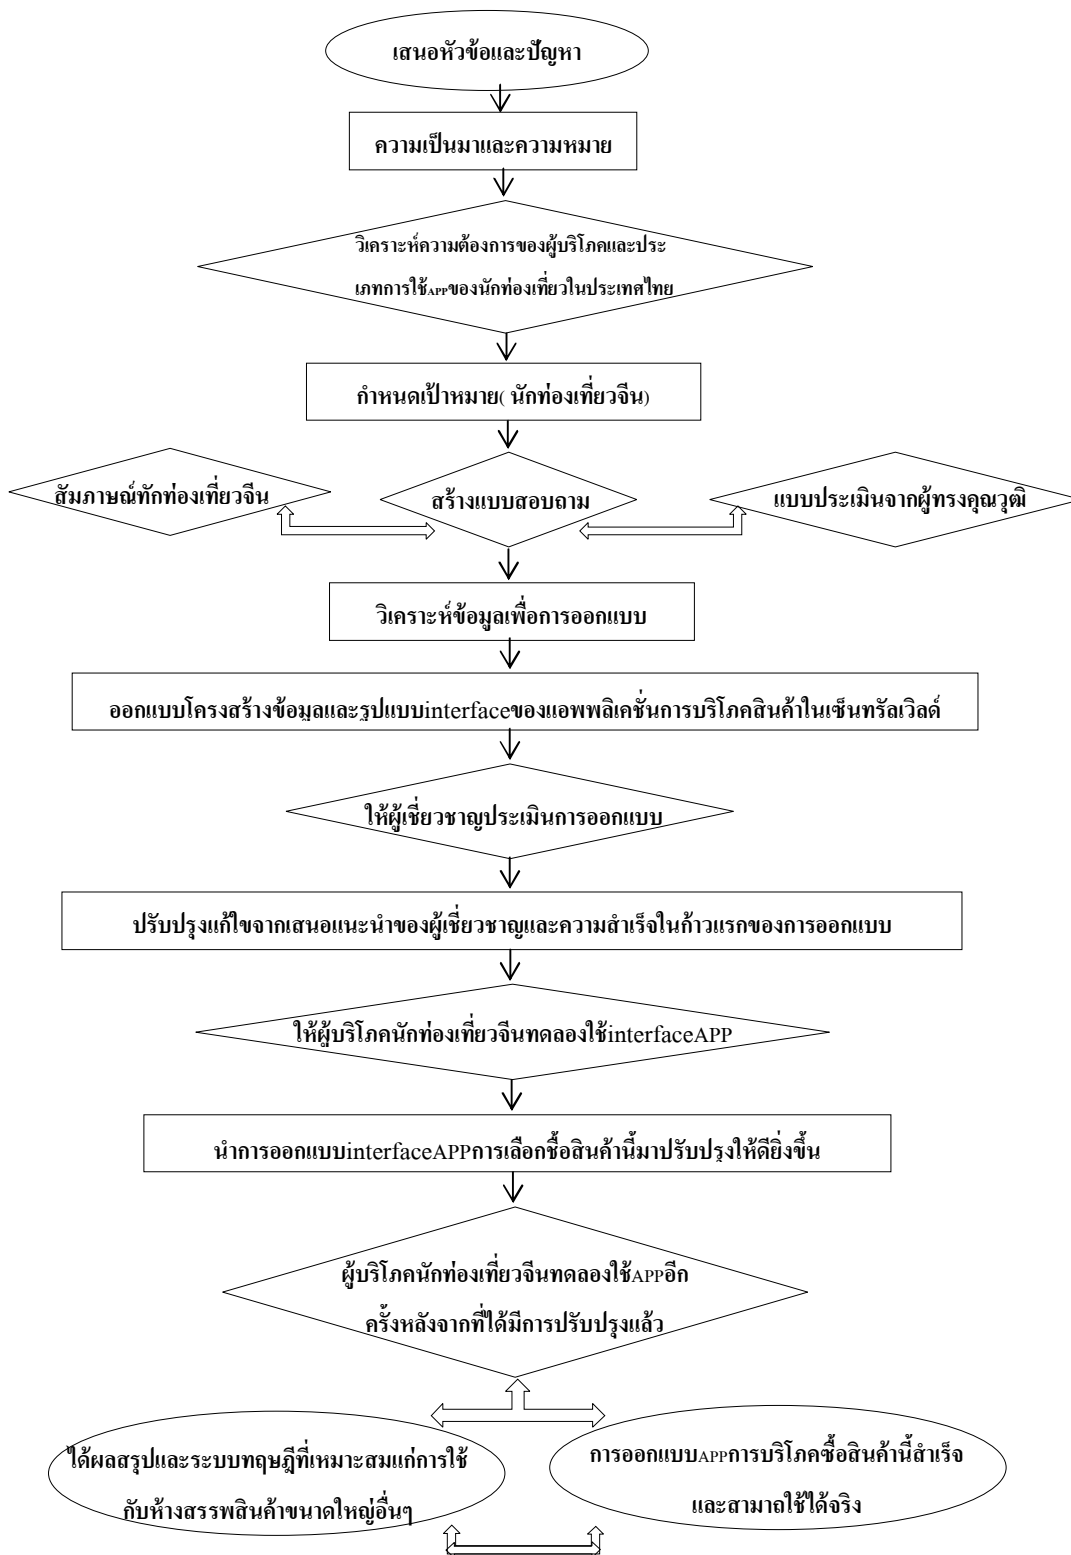 เสนอหัวข้อและปัญหา
ความเป็นมาและความหมาย
วิเคราะห์ความต้องการของผู้บริโภคและประ
เภทการใช้APPของนักท่องเที่ยวในประเทศไทย
กำหนดเป้าหมาย( นักท่องเที่ยวจีน)
สัมภาษณ์ทักท่องเที่ยวจีน
สร้างแบบสอบถาม
แบบประเมินจากผู้ทรงคุณวุฒิ
วิเคราะห์ข้อมูลเพื่อการออกแบบ
ออกแบบโครงสร้างข้อมูลและรูปแบบinterfaceของแอพพลิเคชั่นการบริโภคสินค้าในเซ็นทรัลเวิลด์
ให้ผู้เชี่ยวชาญประเมินการออกแบบ
ปรับปรุงแก้ไขจากเสนอแนะนำของผู้เชี่ยวชาญและความสำเร็จในก้าวแรกของการออกแบบ
ให้ผู้บริโภคนักท่องเที่ยวจีนทดลองใช้interfaceAPP
นำการออกแบบinterfaceAPPการเลือกชื้อสินค้านี้มาปรับปรุงให้ดียิ่งขึ้น
ผู้บริโภคนักท่องเที่ยวจีนทดลองใช้APPอีก
ครั้งหลังจากที่ได้มีการปรับปรุงแล้ว
ได้ผลสรุปและระบบทฤษฎีที่เหมาะสมแก่การใช้
กับห้างสรรพสินค้าขนาดใหญ่อื่นๆ
การออกแบบAPPการบริโภคซื้อสินค้านี้สำเร็จ
และสามาถใช้ได้จริง